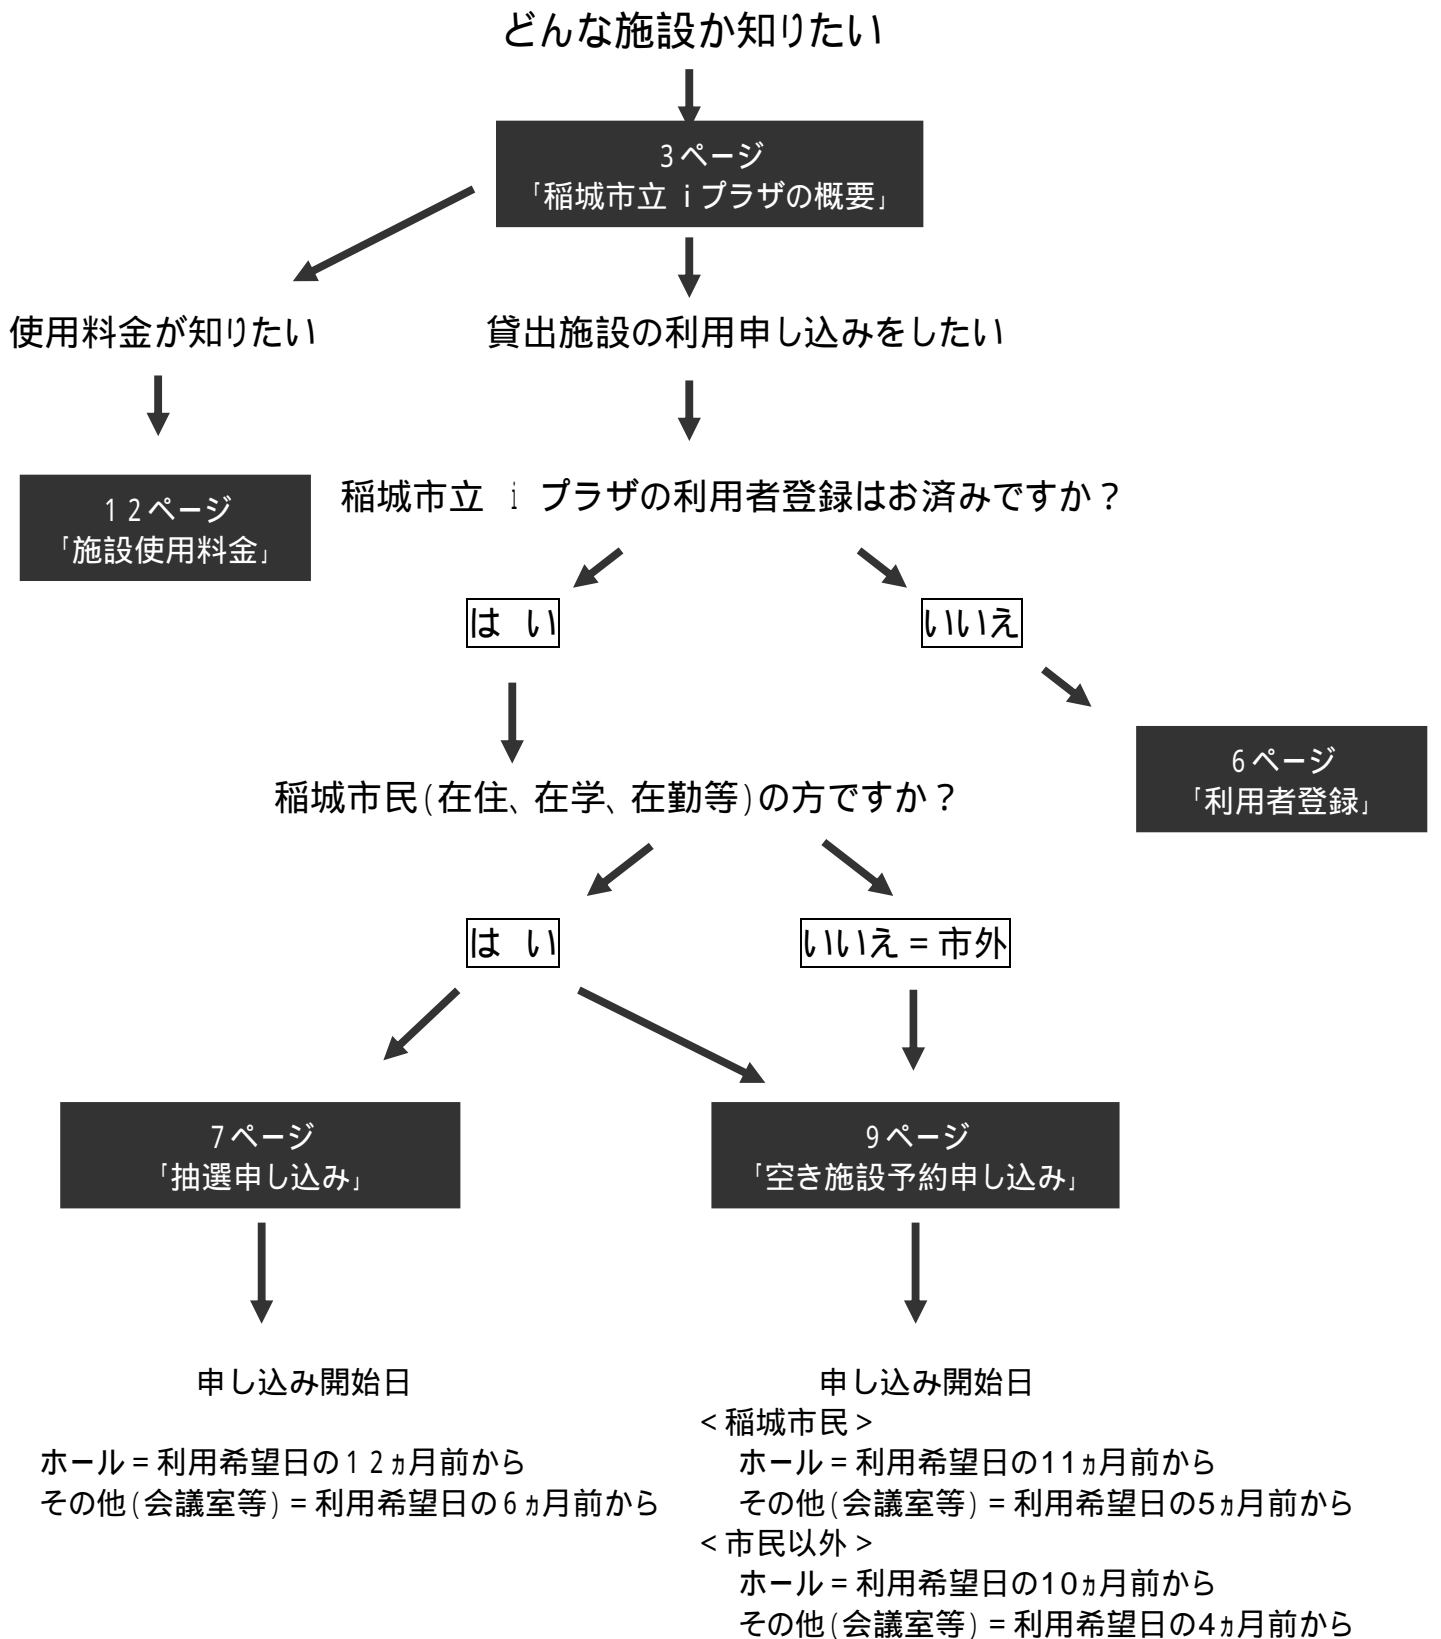 どんな施設か知りたい
3ページ
「稲城市立 iプラザの概要」
使用料金が知りたい
貸出施設の利用申し込みをしたい
12ページ
「施設使用料金」
稲城市立 i プラザの利用者登録はお済みですか？
は い
いいえ
6ページ
「利用者登録」
稲城市民（在住、在学、在勤等）の方ですか？
は い
いいえ＝市外
7ページ
「抽選申し込み」
9ページ
「空き施設予約申し込み」
申し込み開始日
ホール＝利用希望日の12ヵ月前から
その他（会議室等）＝利用希望日の6ヵ月前から
申し込み開始日
＜稲城市民＞
ホール＝利用希望日の11ヵ月前から
その他（会議室等）＝利用希望日の5ヵ月前から
＜市民以外＞
ホール＝利用希望日の10ヵ月前から
その他（会議室等）＝利用希望日の4ヵ月前から